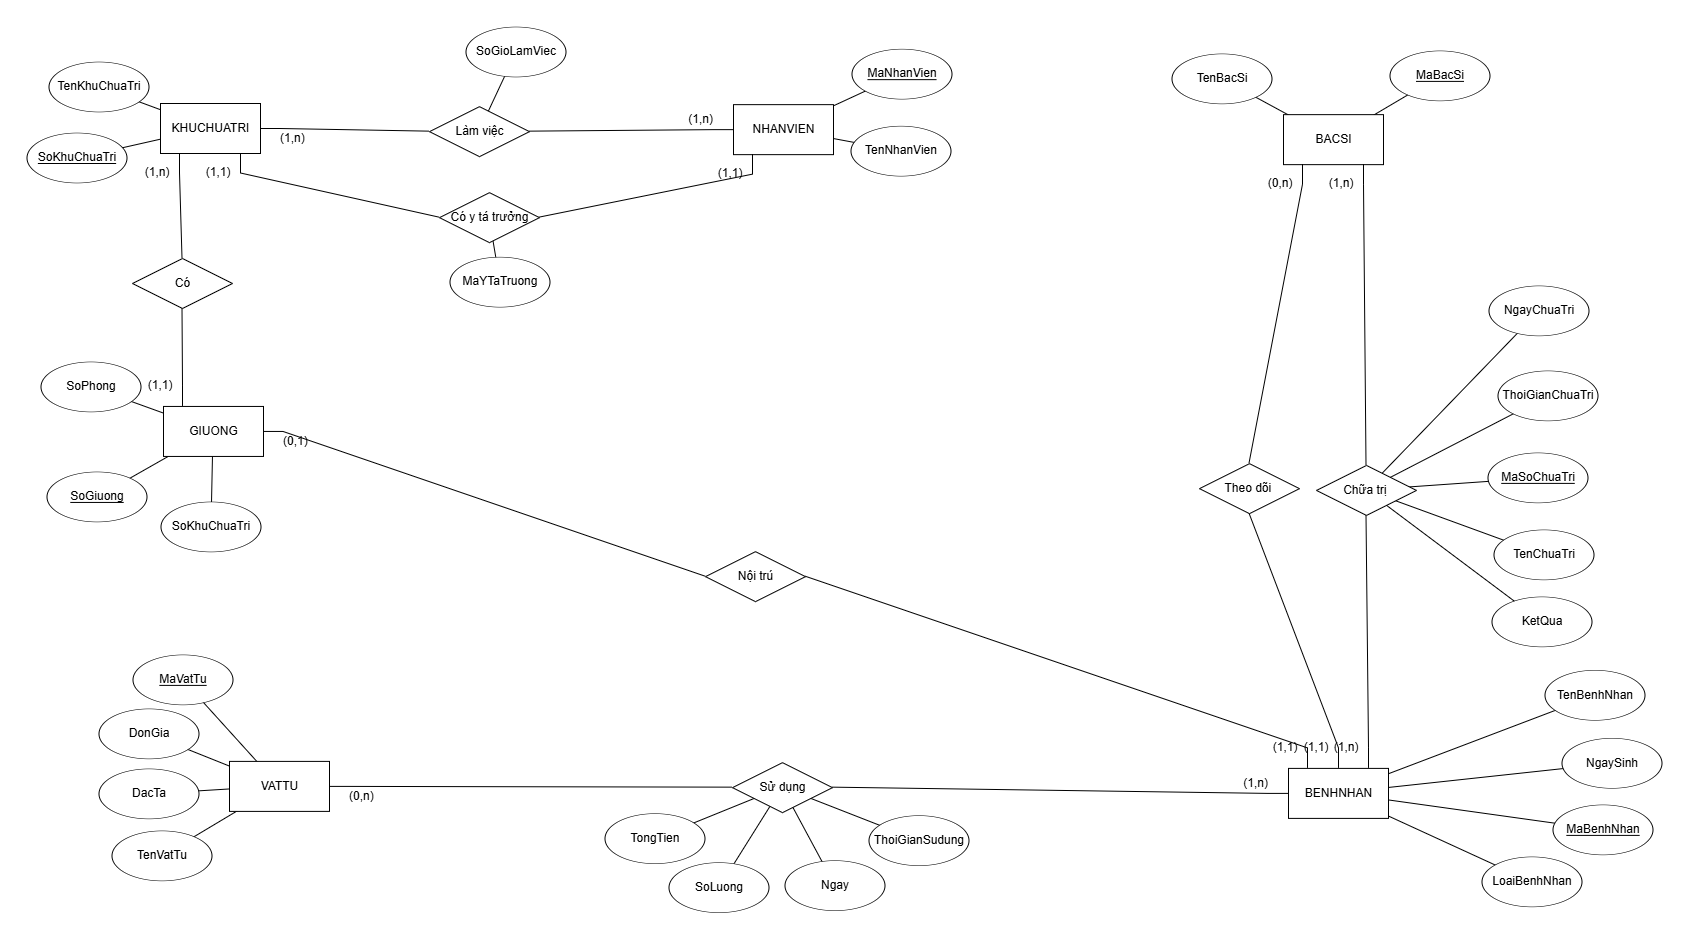 SoGioLamViec
TenKhuChuaTri
MaNhanVien
TenBacSi
MaBacSi
KHUCHUATRI
Làm việc
(1,n)
(1,n)
NHANVIEN
BACSI
SoKhuChuaTri
TenNhanVien
(1,n)
(1,1)
(1,1)
(0,n)
(1,n)
Có y tá trưởng
Có
MaYTaTruong
NgayChuaTri
SoPhong
(1,1)
ThoiGianChuaTri
GIUONG
(0,1)
MaSoChuaTri
SoGiuong
Theo dõi
Chữa trị
SoKhuChuaTri
TenChuaTri
Nội trú
KetQua
MaVatTu
TenBenhNhan
DonGia
(1,1)
(1,1)
(1,n)
NgaySinh
DacTa
VATTU
(0,n)
Sử dụng
(1,n)
BENHNHAN
MaBenhNhan
TenVatTu
TongTien
ThoiGianSudung
SoLuong
Ngay
LoaiBenhNhan